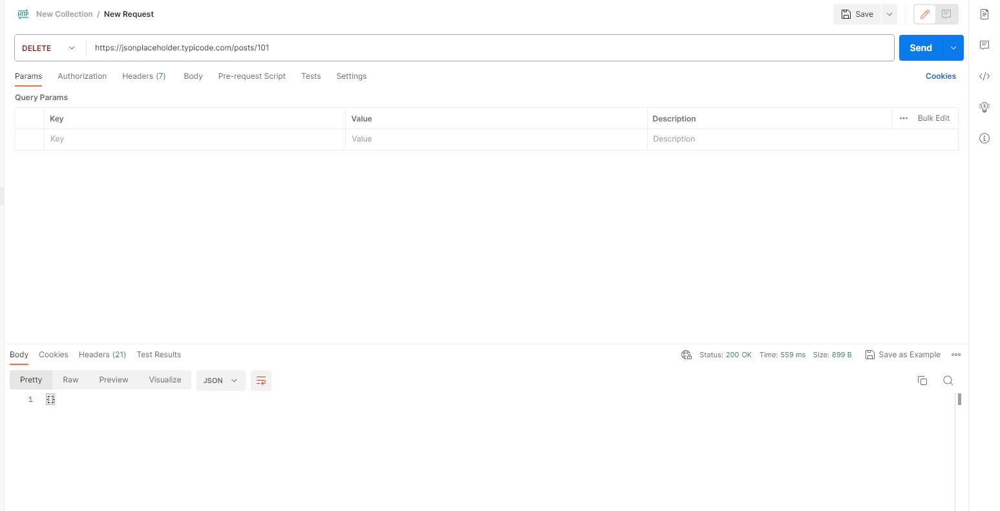 HTTP New Collection / New Request Save
DELETE https://jsonplaceholder.typicode.com/posts/101 Send
Params Authorization Headers (7) Body Pre-request Script Tests Settings Cookies
Query Params
Key Value Description ••• Bulk Edit
Key Value Description
Body Cookies Headers (21) Test Results Status: 200 OK Time: 559 ms Size: 899 B Save as Example
Pretty Raw Preview Visualize JSON
1 {}